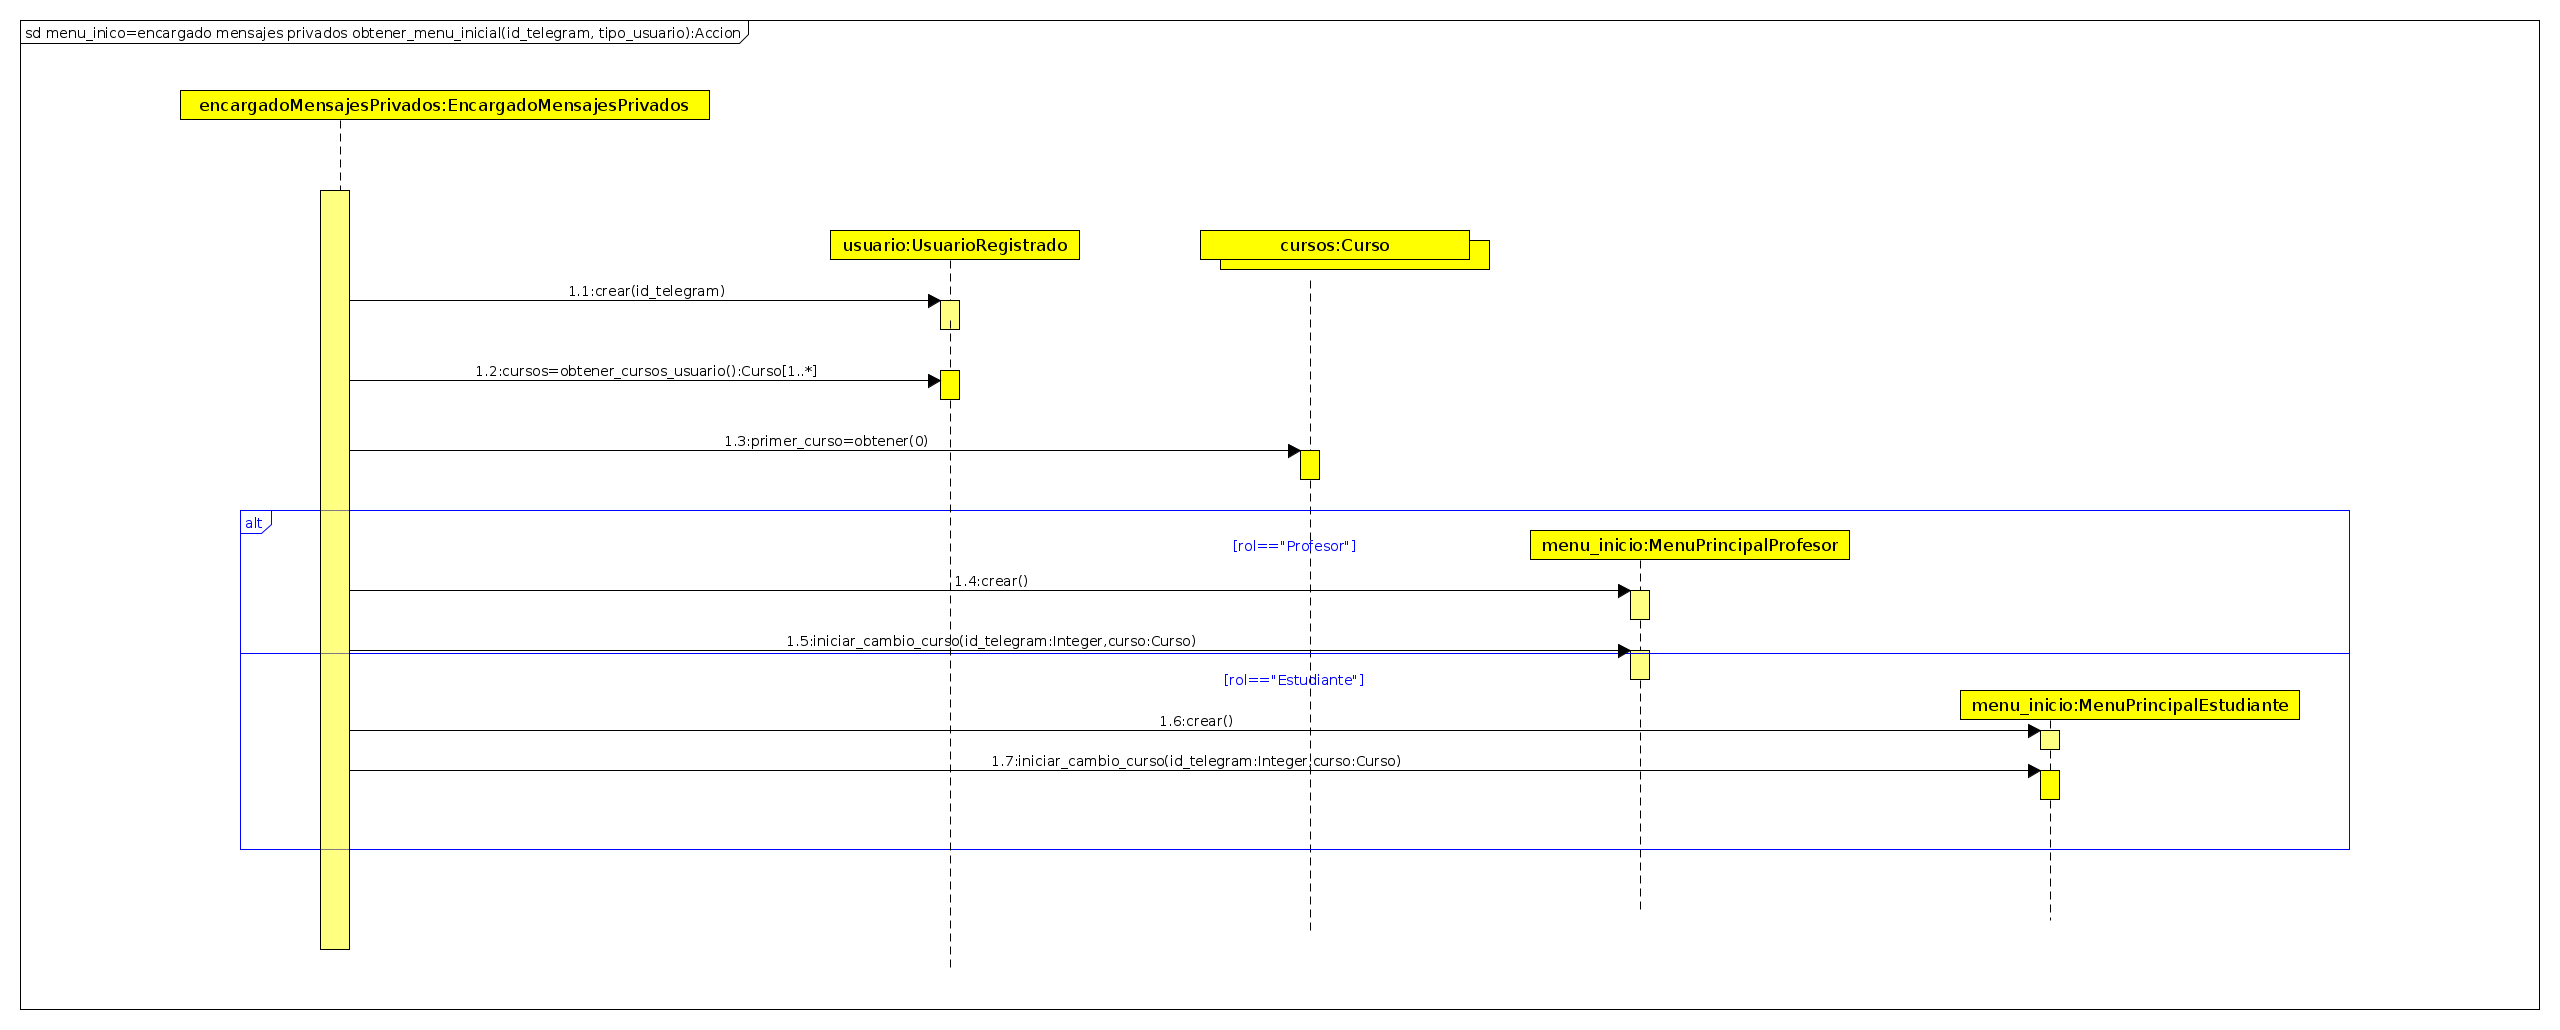 sd menu_inico=encargado mensajes privados obtener_menu_inicial(id_telegram, tipo_usuario):Accion
encargadoMensajesPrivados:EncargadoMensajesPrivados
usuario:UsuarioRegistrado
cursos:Curso
1.1:crear(id_telegram)
1.2:cursos=obtener_cursos_usuario():Curso[1..*]
1.3:primer_curso=obtener(0)
alt
[rol=="Profesor"]
menu_inicio:MenuPrincipalProfesor
1.4:crear()
1.5:iniciar_cambio_curso(id_telegram:Integer,curso:Curso)
[rol=="Estudiante"]
menu_inicio:MenuPrincipalEstudiante
1.6:crear()
1.7:iniciar_cambio_curso(id_telegram:Integer,curso:Curso)